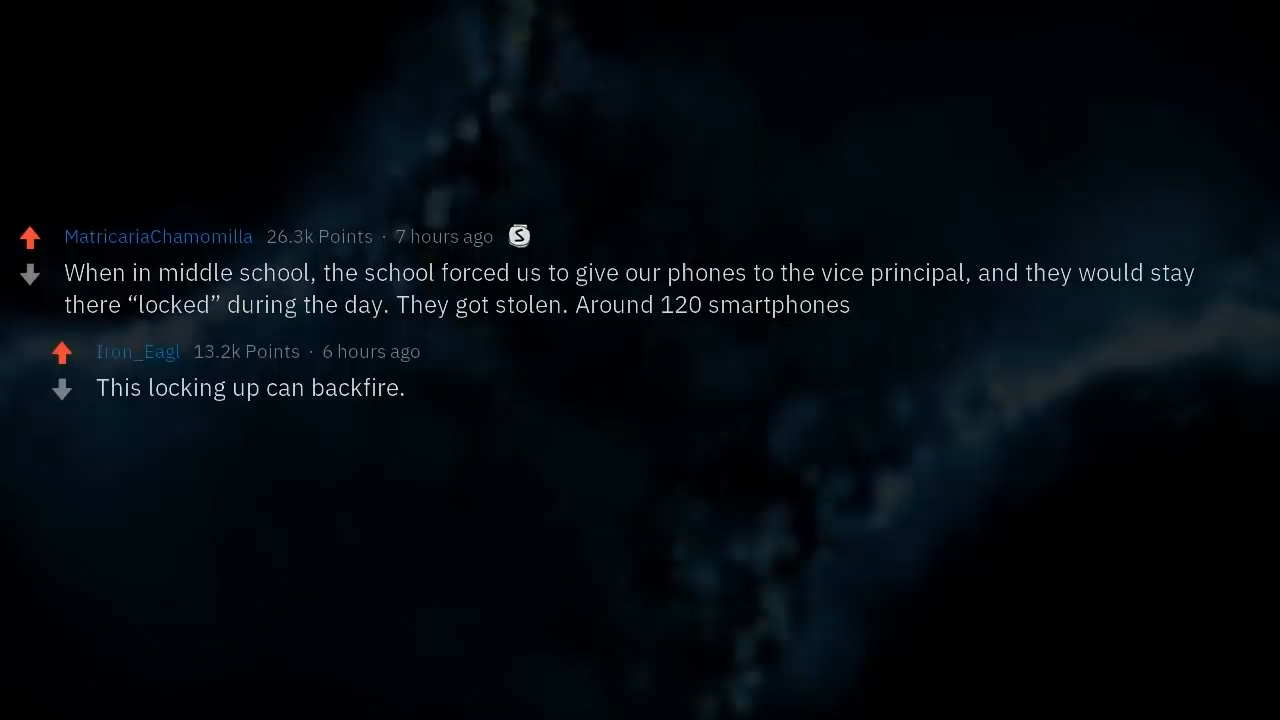 MatricariaChamomilla 26.3k Points · 7 hours ago S
When in middle school, the school forced us to give our phones to the vice principal, and they would stay
there “locked” during the day. They got stolen. Around 120 smartphones
Iron_Eagl 13.2k Points · 6 hours ago
This locking up can backfire.